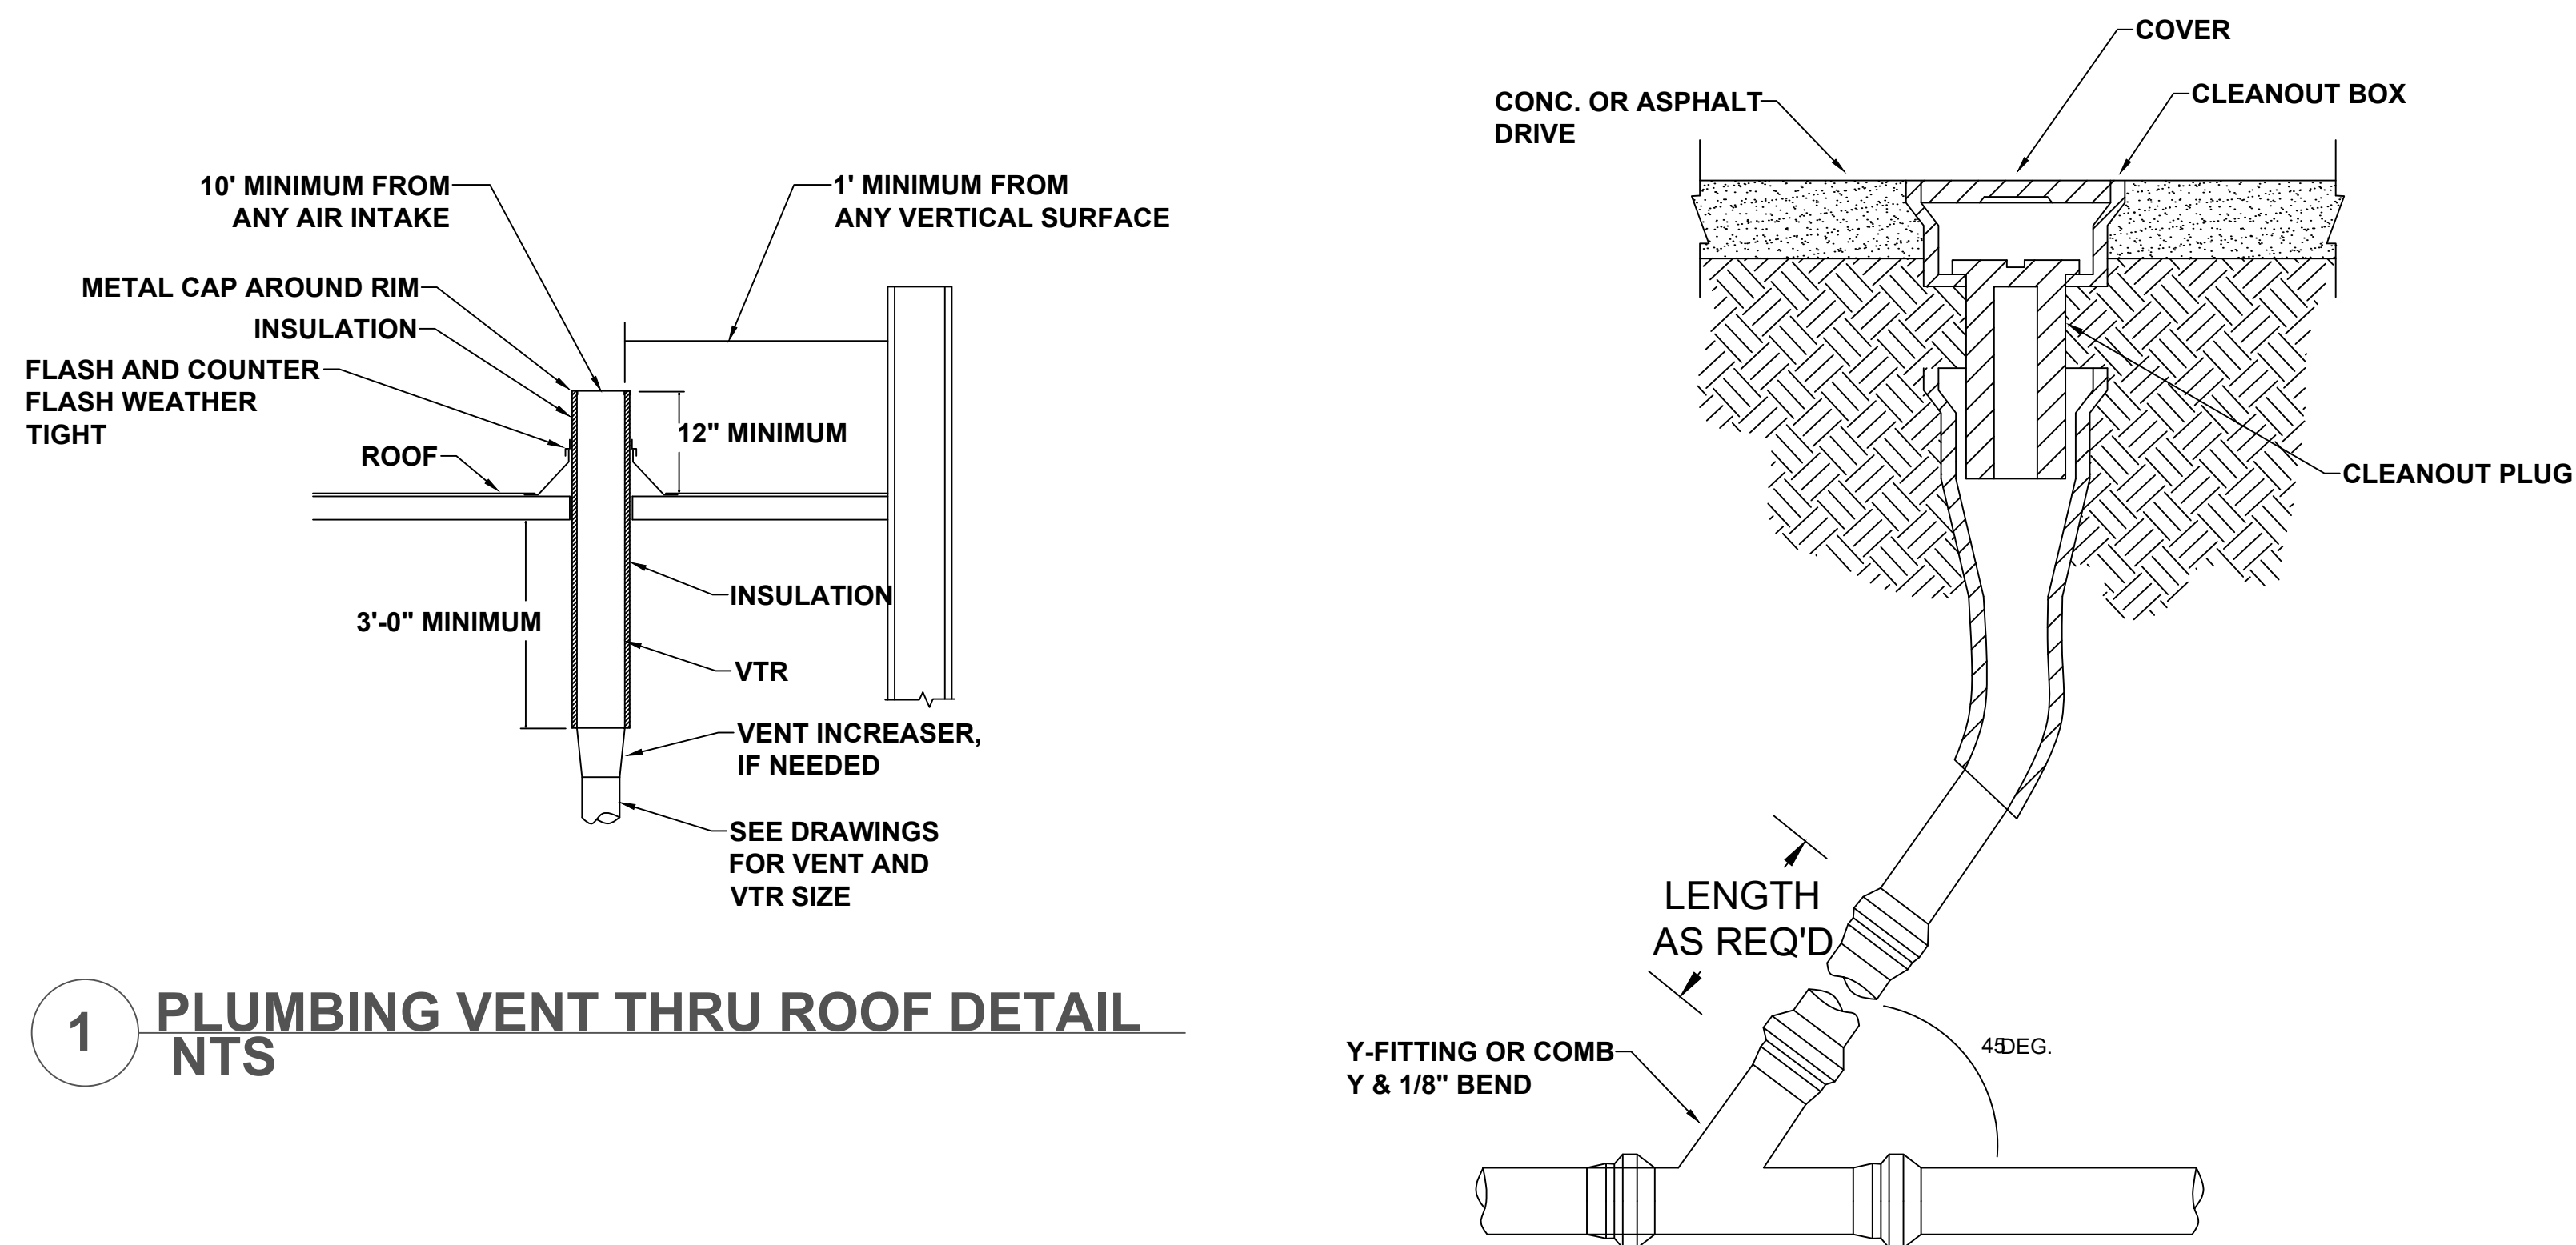 10' MINIMUM FROM
ANY AIR INTAKE
1' MINIMUM FROM
ANY VERTICAL SURFACE
METAL CAP AROUND RIM
INSULATION
FLASH AND COUNTER
FLASH WEATHER
TIGHT
ROOF
12" MINIMUM
3'-0" MINIMUM
INSULATION
VTR
VENT INCREASER,
IF NEEDED
SEE DRAWINGS
FOR VENT AND
VTR SIZE
1
PLUMBING VENT THRU ROOF DETAIL
NTS
COVER
CONC. OR ASPHALT
DRIVE
CLEANOUT BOX
CLEANOUT PLUG
LENGTH
AS REQ'D
45DEG.
Y-FITTING OR COMB
Y & 1/8" BEND